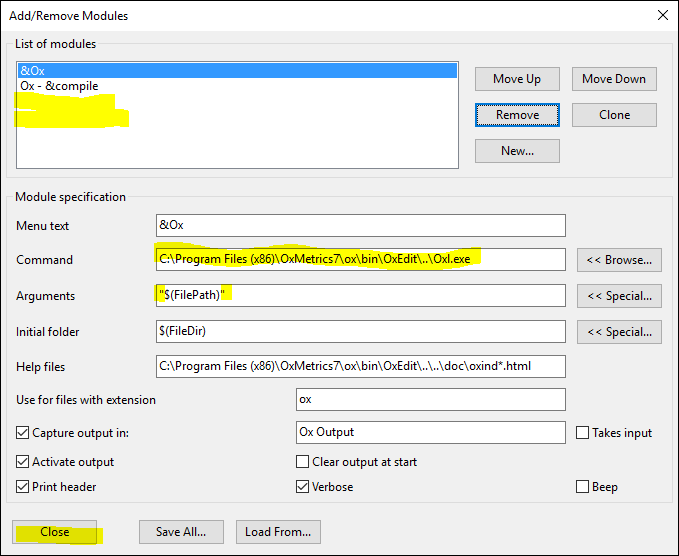 Add/Remove Modules
List of modules
&Ox
Ox - &compile
Move Up
Move Down
Remove
Clone
New...
Module specification
Menu text
&Ox
Command
C:\Program Files (x86)\OxMetrics7\ox\bin\OxEdit\..\Oxl.exe
<< Browse...
Arguments
"$(FilePath)"
<< Special...
Initial folder
$(FileDir)
<< Special...
Help files
C:\Program Files (x86)\OxMetrics7\ox\bin\OxEdit\..\..\doc\oxind*.html
Use for files with extension
ox
Capture output in:
Ox Output
Takes input
Activate output
Clear output at start
Print header
Verbose
Beep
Close
Save All...
Load From...